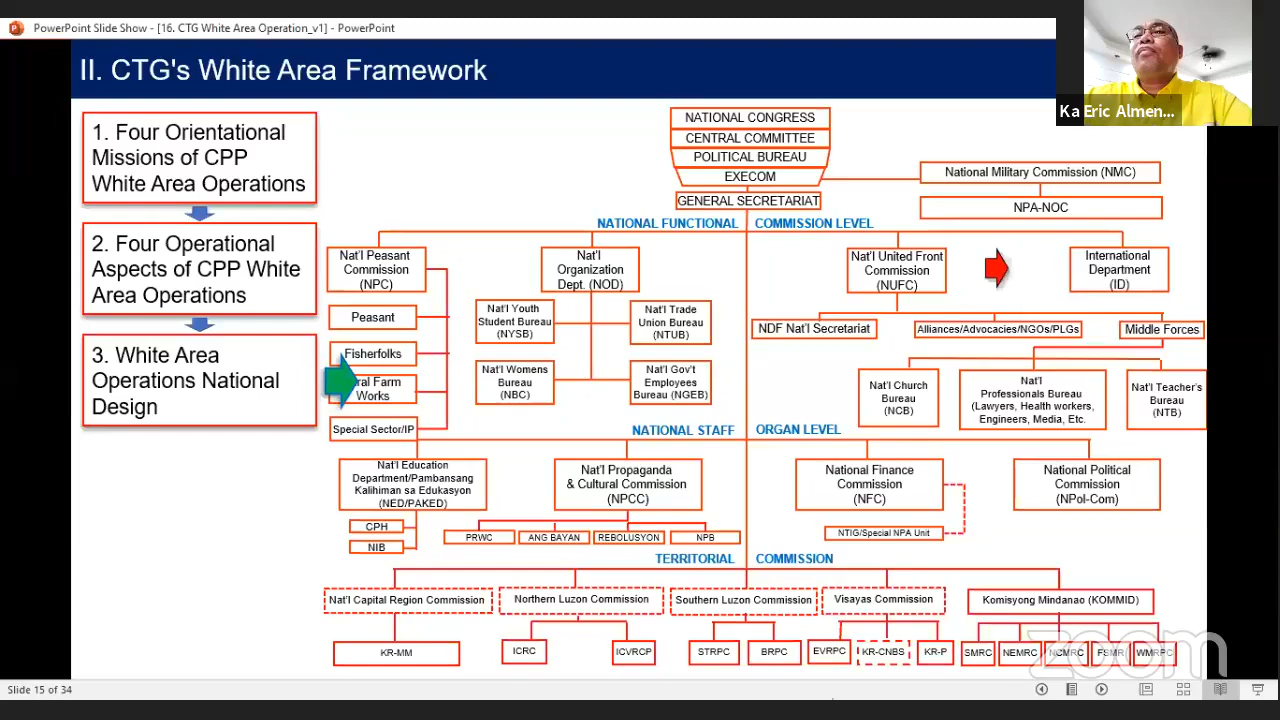 PowerPoint Slide Show - [16. CTG White Area Operation_v1] - PowerPoint
Ka Eric Almen...
II. CTG's White Area Framework
1. Four Orientational
Missions of CPP
White Area Operations
2. Four Operational
Aspects of CPP White
Area Operations
3. White Area
Operations National
Design
NATIONAL CONGRESS
CENTRAL COMMITTEE
POLITICAL BUREAU
EXECOM
GENERAL SECRETARIAT
National Military Commission (NMC)
NPA-NOC
NATIONAL FUNCTIONAL COMMISSION LEVEL
Nat'l Peasant
Commission
(NPC)
Peasant
Fisherfolks
ral Farm
Works
Special Sector/IP
Nat'l
Organization
Dept. (NOD)
Nat'l Youth
Student Bureau
(NYSB)
Nat'l Trade
Union Bureau
(NTUB)
Nat'l Womens
Bureau
(NBC)
Nat'l Gov't
Employees
Bureau (NGEB)
Nat'l United Front
Commission
(NUFC)
International
Department
(ID)
NDF Nat'l Secretariat
Alliances/Advocacies/NGOs/PLGs
Middle Forces
Nat'l Church
Bureau
(NCB)
Nat'l
Professionals Bureau
(Lawyers, Health workers,
Engineers, Media, Etc.
Nat'l Teacher's
Bureau
(NTB)
NATIONAL STAFF ORGAN LEVEL
Nat'l Education
Department/Pambansang
Kalihiman sa Edukasyon
(NED/PAKED)
CPH
NIB
Nat'l Propaganda
& Cultural Commission
(NPCC)
PRWC
ANG BAYAN
REBOLUSYON
NPB
National Finance
Commission
(NFC)
NTIG/Special NPA Unit
National Political
Commission
(NPol-Com)
TERRITORIAL COMMISSION
Nat'l Capital Region Commission
Northern Luzon Commission
Southern Luzon Commission
Visayas Commission
Komisyong Mindanao (KOMMID)
KR-MM
ICRC
ICVRCP
STRPC
BRPC
EVRPC
KR-CNBS
KR-P
SMRC
NEMRC
NCMRC
FSMR
WMRPC
zoom
Slide 15 of 34